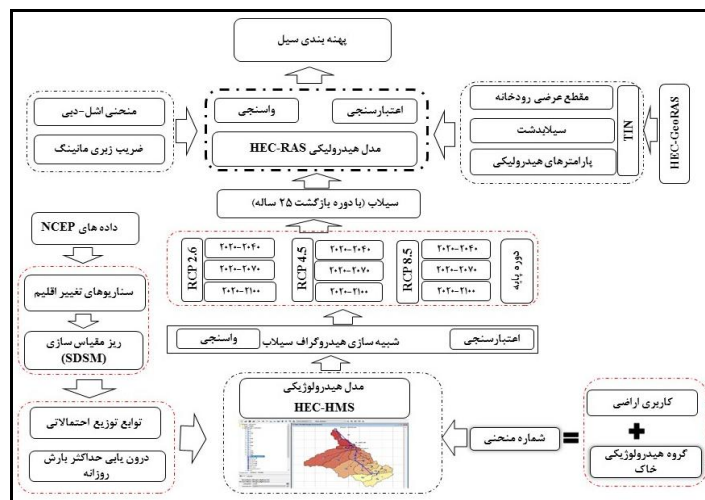 پهنه بندی سیل
منحنی اشل-دبی
ضریب زبری مانینگ
واسنجی
اعتبارسنجی
مدل هیدرولیکی HEC-RAS
مقطع عرضی رودخانه
سیلابدشت
پارامترهای هیدرولیکی
TIN
HEC-GeoRAS
سیلاب (با دوره بازگشت ۲۵ ساله)
داده های NCEP
سناریوهای تغییر اقلیم
ریز مقیاس سازی
(SDSM)
RCP 2.6
۲۰۲۰-۲۰۴۰
۲۰۲۰-۲۰۷۰
۲۰۲۰-۲۱۰۰
RCP 4.5
۲۰۲۰-۲۰۴۰
۲۰۲۰-۲۰۷۰
۲۰۲۰-۲۱۰۰
RCP 8.5
۲۰۲۰-۲۰۴۰
۲۰۲۰-۲۰۷۰
۲۰۲۰-۲۱۰۰
دوره پایه
واسنجی
شبیه سازی هیدروگراف سیلاب
اعتبارسنجی
توابع توزیع احتمالاتی
درون یابی حداکثر بارش
روزانه
مدل هیدرولوژیکی
HEC-HMS
شماره منحنی
=
کاربری اراضی
+
گروه هیدرولوژیکی
خاک